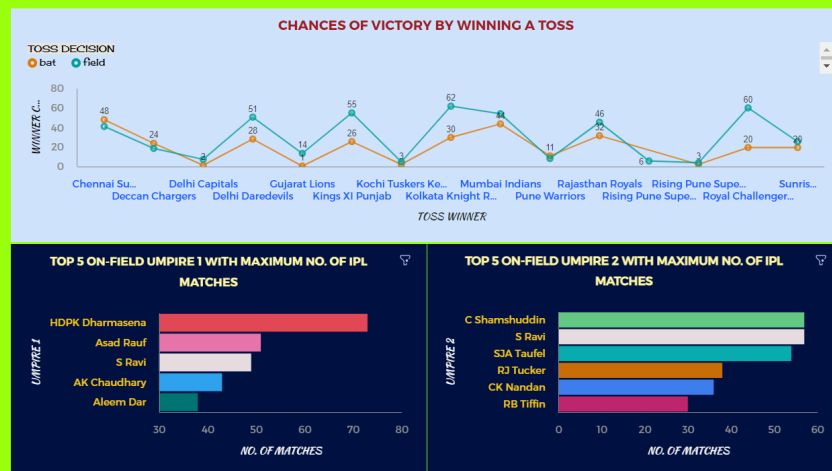 CHANCES OF VICTORY BY WINNING A TOSS
TOSS DECISION
bat field
WINNER C...
80
60
40
20
0
48 24 2 28 51 1 14 26 55 3 30 62 44 11 32 46 6 3 20 60 20
Chennai Su... Delhi Capitals Gujarat Lions Kochi Tuskers Ke... Mumbai Indians Rajasthan Royals Rising Pune Supe... Sunris...
Deccan Chargers Delhi Daredevils Kings XI Punjab Kolkata Knight R... Pune Warriors Rising Pune Supe... Royal Challenger...
TOSS WINNER
TOP 5 ON-FIELD UMPIRE 1 WITH MAXIMUM NO. OF IPL
MATCHES
UMPIRE 1
HDPK Dharmasena
Asad Rauf
S Ravi
AK Chaudhary
Aleem Dar
30 40 50 60 70 80
NO. OF MATCHES
TOP 5 ON-FIELD UMPIRE 2 WITH MAXIMUM NO. OF IPL
MATCHES
UMPIRE 2
C Shamshuddin
S Ravi
SJA Taufel
RJ Tucker
CK Nandan
RB Tiffin
0 10 20 30 40 50 60
NO. OF MATCHES